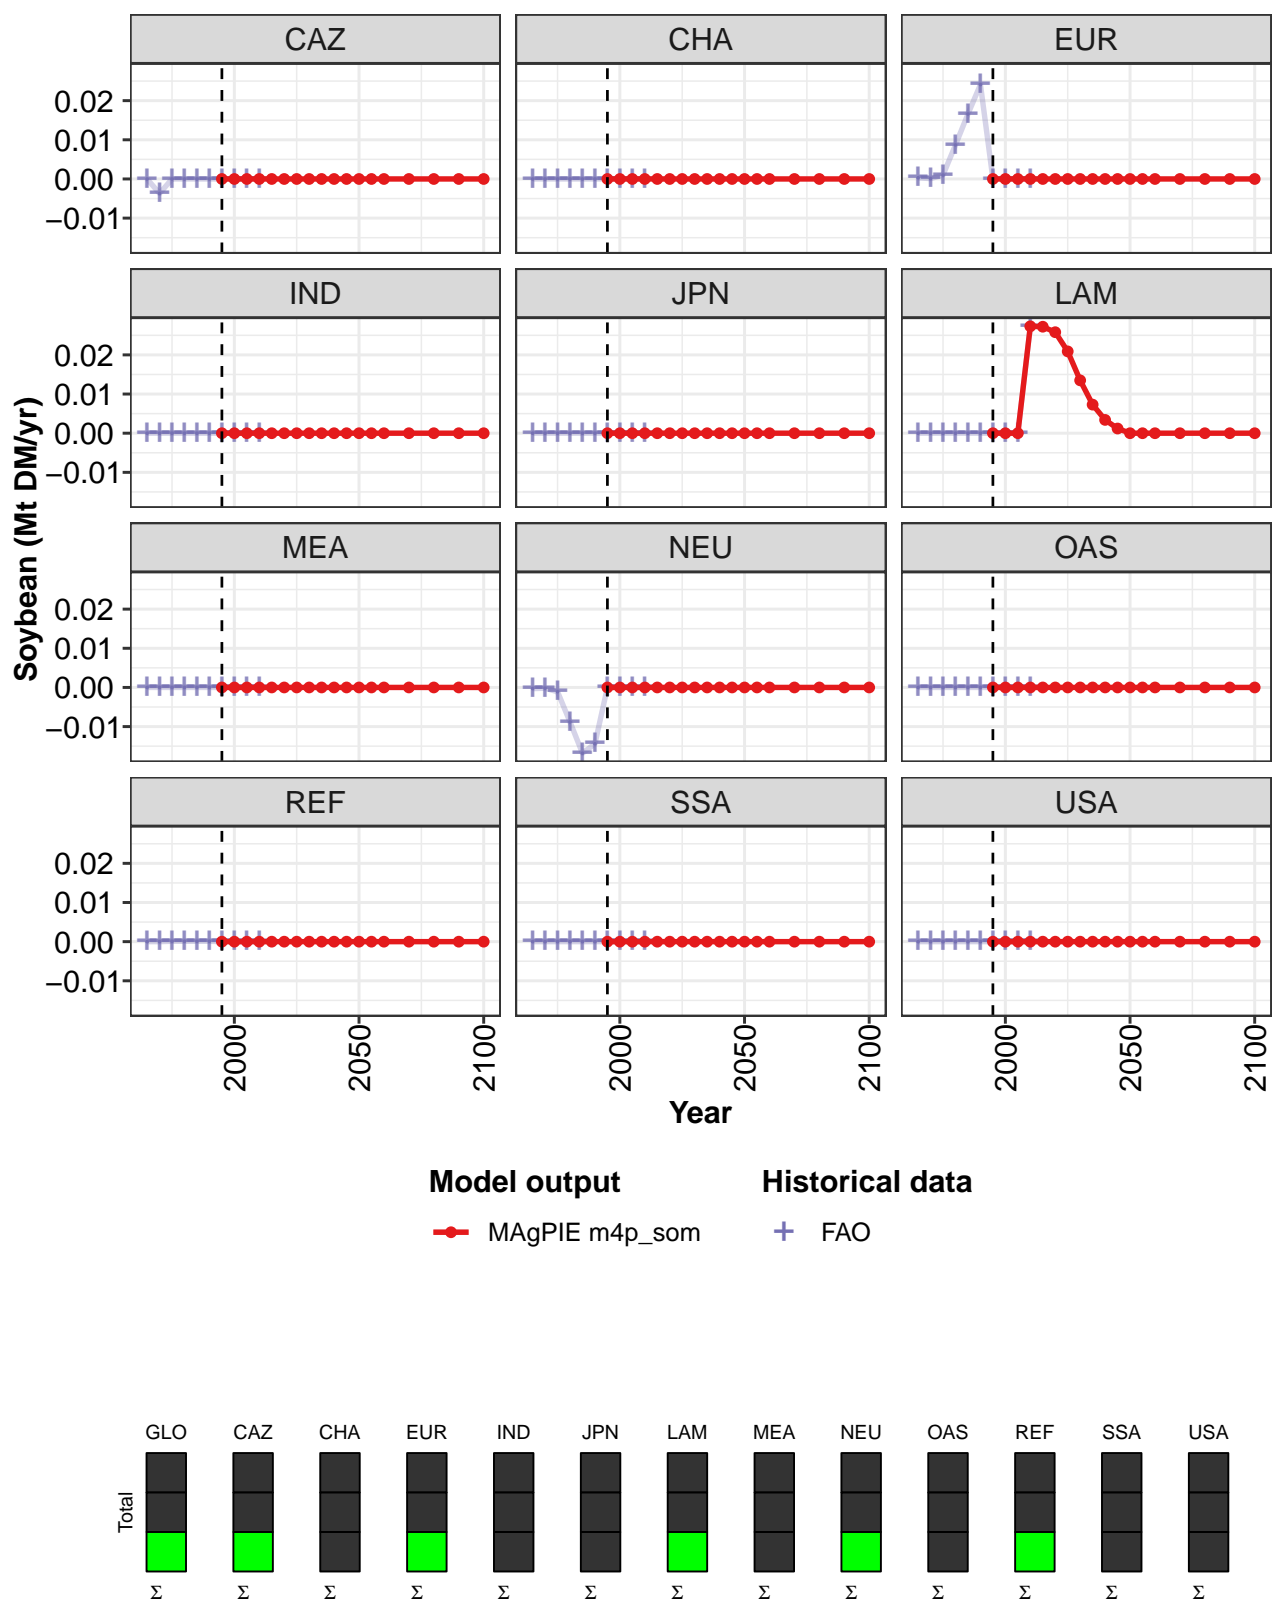 CAZ CHA EUR
0.02
0.01
0.00
−0.01
IND JPN LAM
0.02
0.01
0.00
−0.01
MEA NEU OAS
0.02
0.01
0.00
−0.01
REF SSA USA
0.02
0.01
0.00
−0.01
Soybean (Mt DM/yr)
2000 2050 2100 2000 2050 2100 2000 2050 2100
Year
Model output Historical data
MAgPIE m4p_som FAO
GLO CAZ CHA EUR IND JPN LAM MEA NEU OAS REF SSA USA
Total
Σ Σ Σ Σ Σ Σ Σ Σ Σ Σ Σ Σ Σ